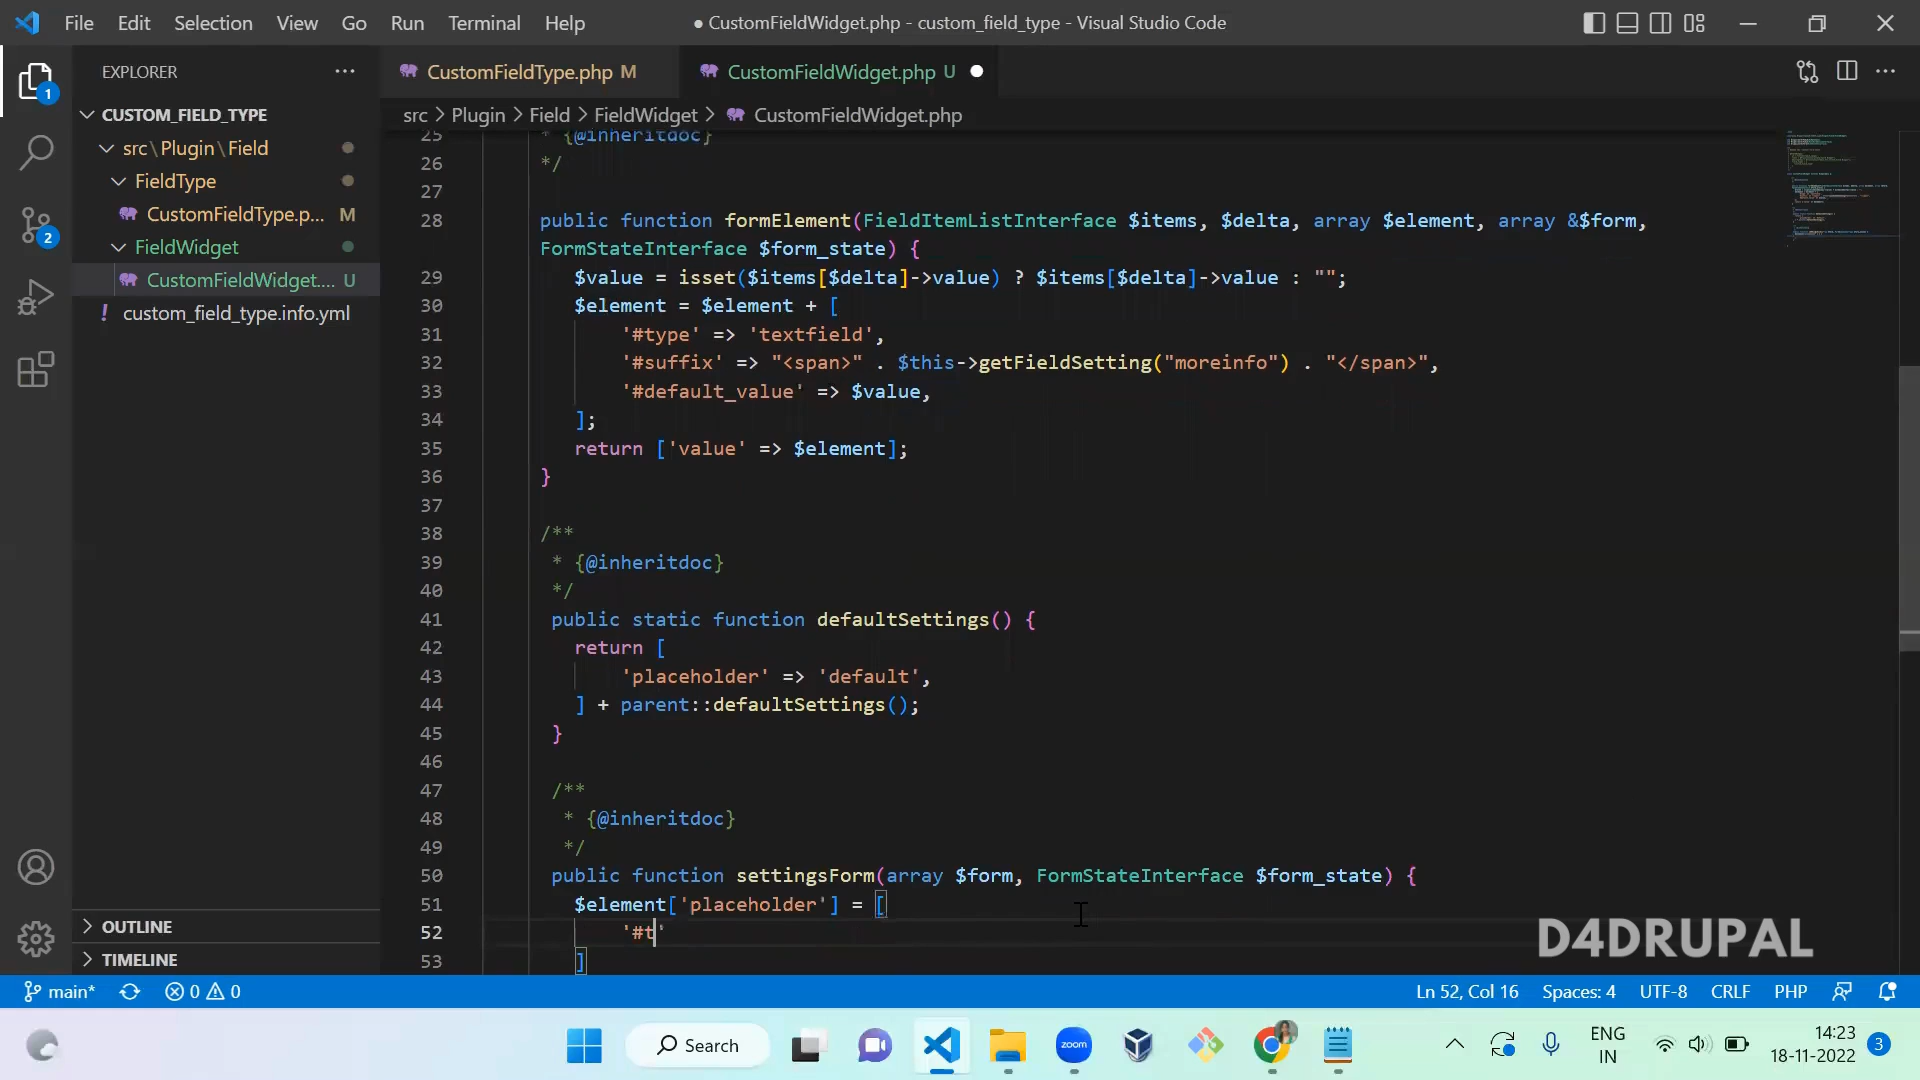 File Edit Selection View Go Run Terminal Help
● CustomFieldWidget.php - custom_field_type - Visual Studio Code
EXPLORER
CustomFieldType.php M
CustomFieldWidget.php U
CUSTOM_FIELD_TYPE
src\Plugin\Field
FieldType
CustomFieldType.p... M
FieldWidget
CustomFieldWidget.... U
! custom_field_type.info.yml
OUTLINE
TIMELINE
1
2
src > Plugin > Field > FieldWidget > CustomFieldWidget.php
25 * {@inheritdoc}
26 */
27
28 public function formElement(FieldItemListInterface $items, $delta, array $element, array &$form,
FormStateInterface $form_state) {
29 $value = isset($items[$delta]->value) ? $items[$delta]->value : "";
30 $element = $element + [
31 '#type' => 'textfield',
32 '#suffix' => "<span>" . $this->getFieldSetting("moreinfo") . "</span>",
33 '#default_value' => $value,
34 ];
35 return ['value' => $element];
36 }
37
38 /**
39 * {@inheritdoc}
40 */
41 public static function defaultSettings() {
42 return [
43 'placeholder' => 'default',
44 ] + parent::defaultSettings();
45 }
46
47 /**
48 * {@inheritdoc}
49 */
50 public function settingsForm(array $form, FormStateInterface $form_state) {
51 $element['placeholder'] = [
52 '#t'
53 ]
D4DRUPAL
main* 0 0
Ln 52, Col 16 Spaces: 4 UTF-8 CRLF PHP
Search
zoom
ENG
IN
14:23
18-11-2022
3